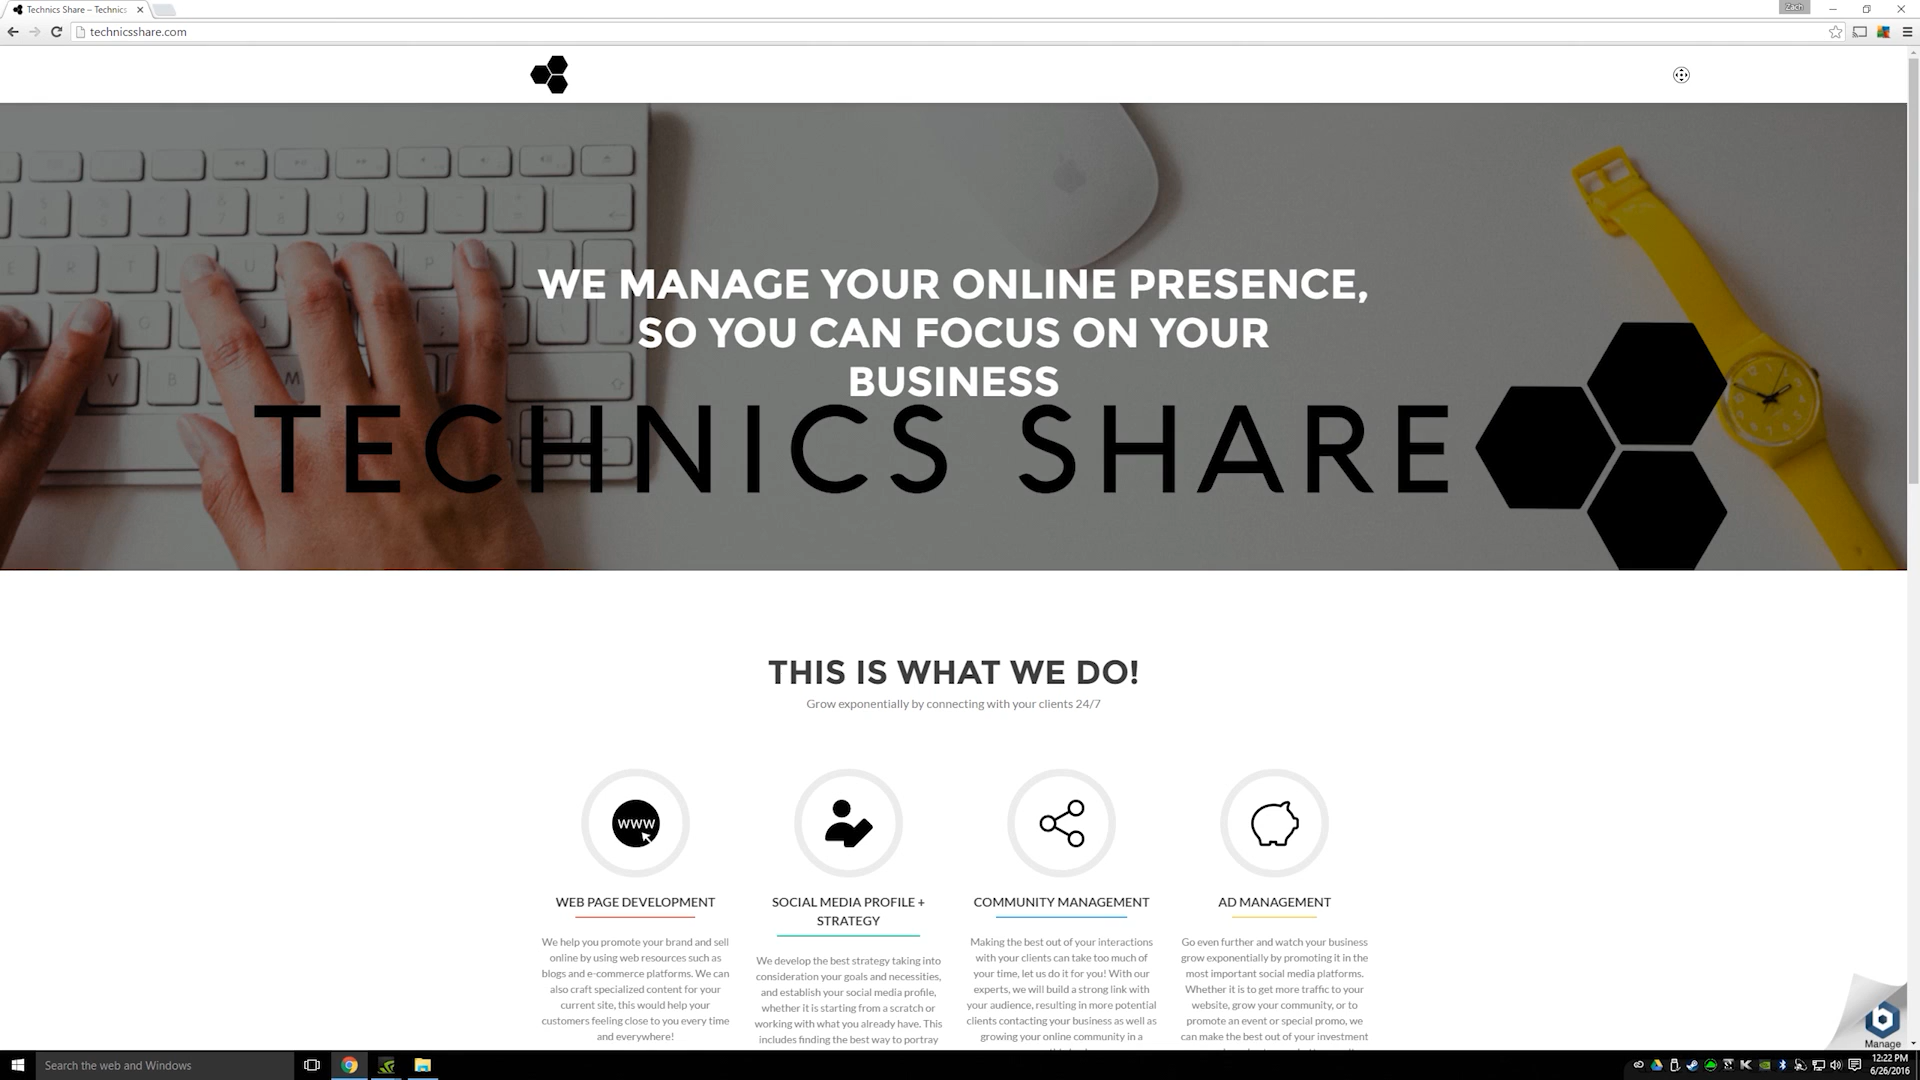 Technics Share – Technics
Zach
technicsshare.com
WE MANAGE YOUR ONLINE PRESENCE,
SO YOU CAN FOCUS ON YOUR
BUSINESS
TECHNICS SHARE
THIS IS WHAT WE DO!
Grow exponentially by connecting with your clients 24/7
www
WEB PAGE DEVELOPMENT
We help you promote your brand and sell
online by using web resources such as
blogs and e-commerce platforms. We can
also craft specialized content for your
current site, this would help your
customers feeling close to you every time
and everywhere!
SOCIAL MEDIA PROFILE +
STRATEGY
We develop the best strategy taking into
consideration your goals and necessities,
and establish your social media profile,
whether it is starting from a scratch or
working with what you already have. This
includes finding the best way to portray
COMMUNITY MANAGEMENT
Making the best out of your interactions
with your clients can take too much of
your time, let us do it for you! With our
experts, we will build a strong link with
your audience, resulting in more potential
clients contacting your business as well as
growing your online community in a
AD MANAGEMENT
Go even further and watch your business
grow exponentially by promoting it in the
most important social media platforms.
Whether it is to get more traffic to your
website, grow your community, or to
promote an event or special promo, we
can make the best out of your investment
Manage
Search the web and Windows
12:22 PM
6/26/2016